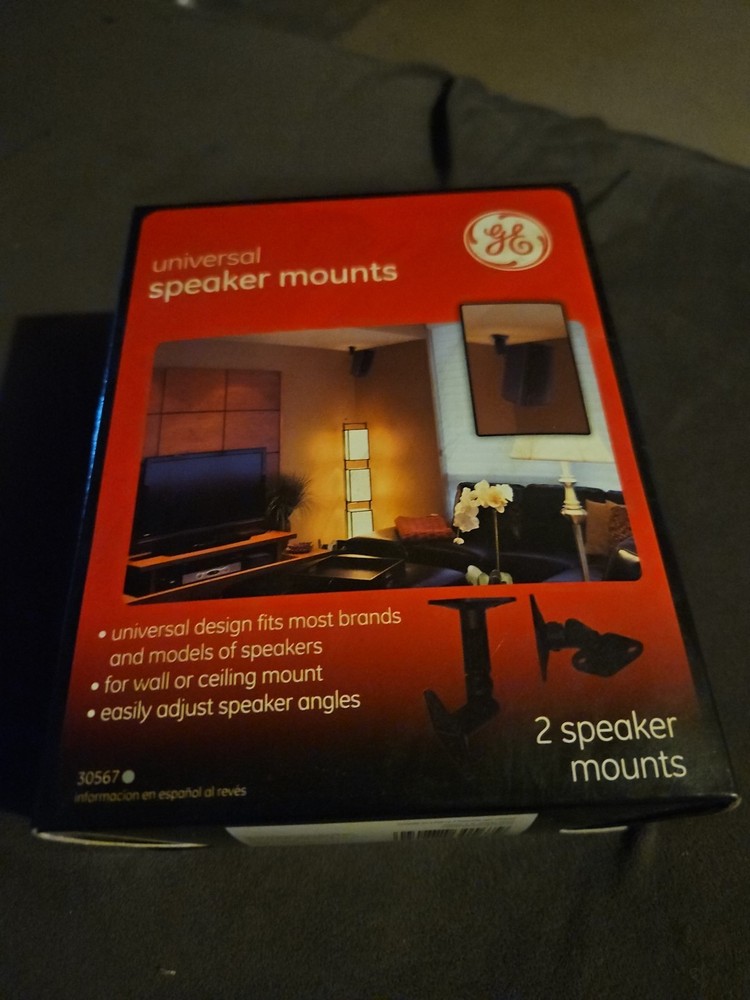 universal
speaker mounts
GE
• universal design fits most brands
and models of speakers
• for wall or ceiling mount
• easily adjust speaker angles
2 speaker
mounts
30567
informacion en español al revés